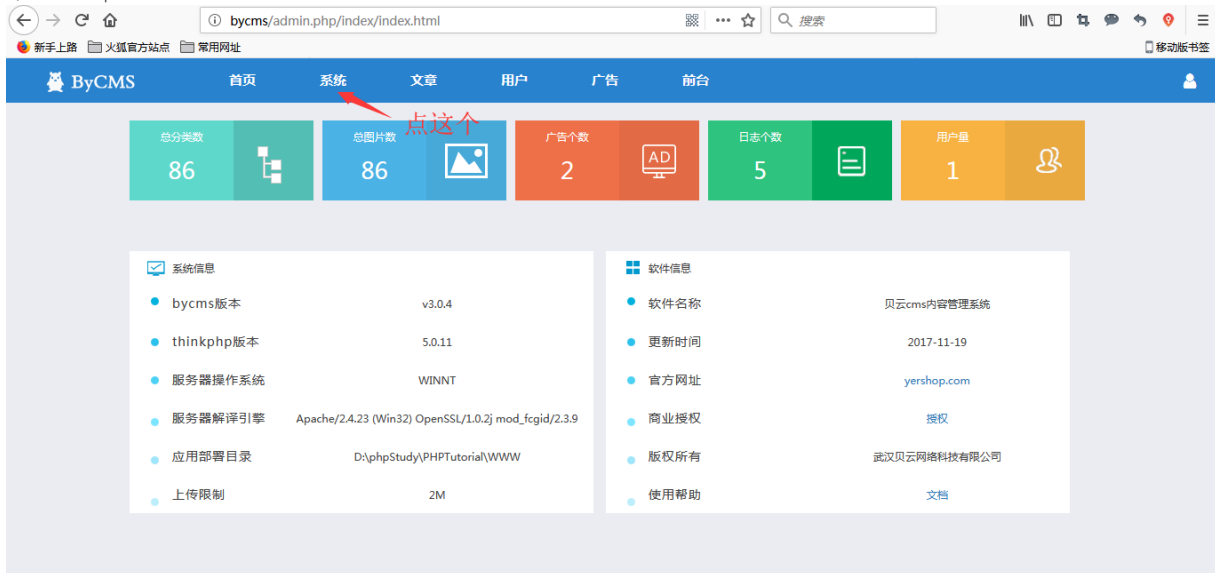 bycms/admin.php/index/index.html
搜索
新手上路 火狐官方站点 常用网址 移动版书签
ByCMS 首页 系统 文章 用户 广告 前台
点这个
总分类数 总图片数 广告个数 日志个数 用户量
86 86 2 AD 5 1
系统信息 软件信息
bycms版本 v3.0.4 软件名称 贝云cms内容管理系统
thinkphp版本 5.0.11 更新时间 2017-11-19
服务器操作系统 WINNT 官方网址 yershop.com
服务器解译引擎 Apache/2.4.23 (Win32) OpenSSL/1.0.2j mod_fcgid/2.3.9 商业授权 授权
应用部署目录 D:\phpStudy\PHPTutorial\WWW 版权所有 武汉贝云网络科技有限公司
上传限制 2M 使用帮助 文档